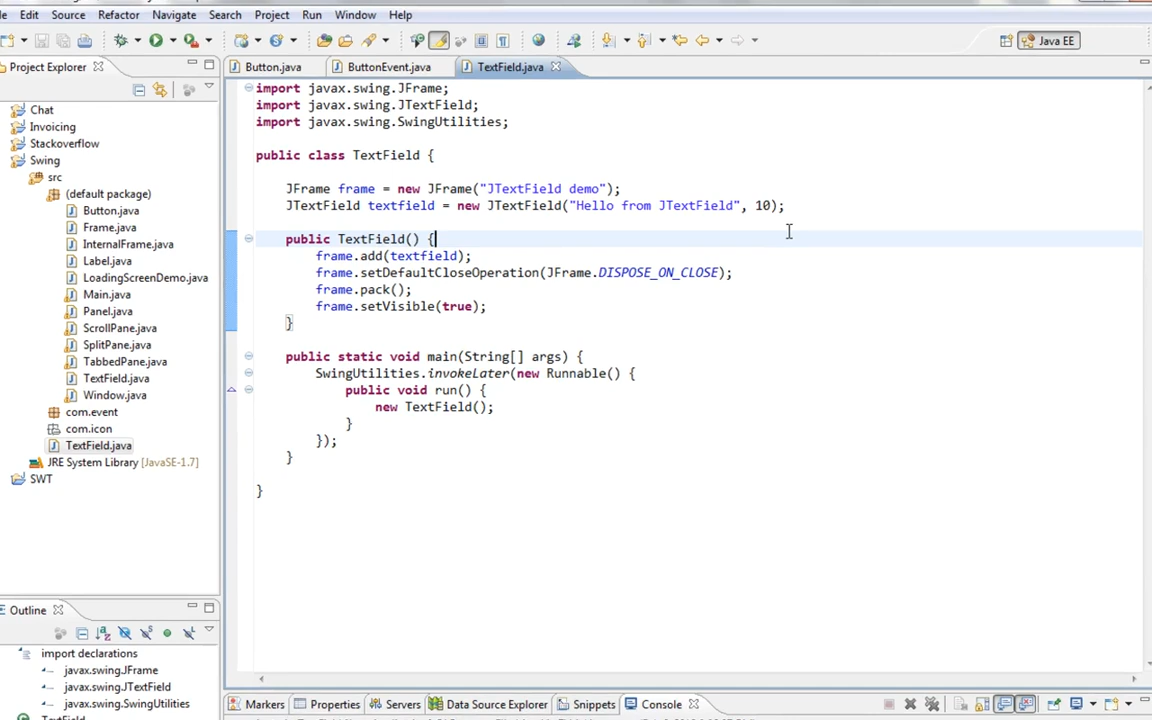 Edit Source Refactor Navigate Search Project Run Window Help
Java EE
Project Explorer
Button.java ButtonEvent.java TextField.java
Chat
Invoicing
Stackoverflow
Swing
src
(default package)
Button.java
Frame.java
InternalFrame.java
Label.java
LoadingScreenDemo.java
Main.java
Panel.java
ScrollPane.java
SplitPane.java
TabbedPane.java
TextField.java
Window.java
com.event
com.icon
TextField.java
JRE System Library [JavaSE-1.7]
SWT
import javax.swing.JFrame;
import javax.swing.JTextField;
import javax.swing.SwingUtilities;
public class TextField {
JFrame frame = new JFrame("JTextField demo");
JTextField textfield = new JTextField("Hello from JTextField", 10);
public TextField() {
frame.add(textfield);
frame.setDefaultCloseOperation(JFrame.DISPOSE_ON_CLOSE);
frame.pack();
frame.setVisible(true);
}
public static void main(String[] args) {
SwingUtilities.invokeLater(new Runnable() {
public void run() {
new TextField();
}
});
}
}
Outline
import declarations
javax.swing.JFrame
javax.swing.JTextField
javax.swing.SwingUtilities
TextField
Markers Properties Servers Data Source Explorer Snippets Console